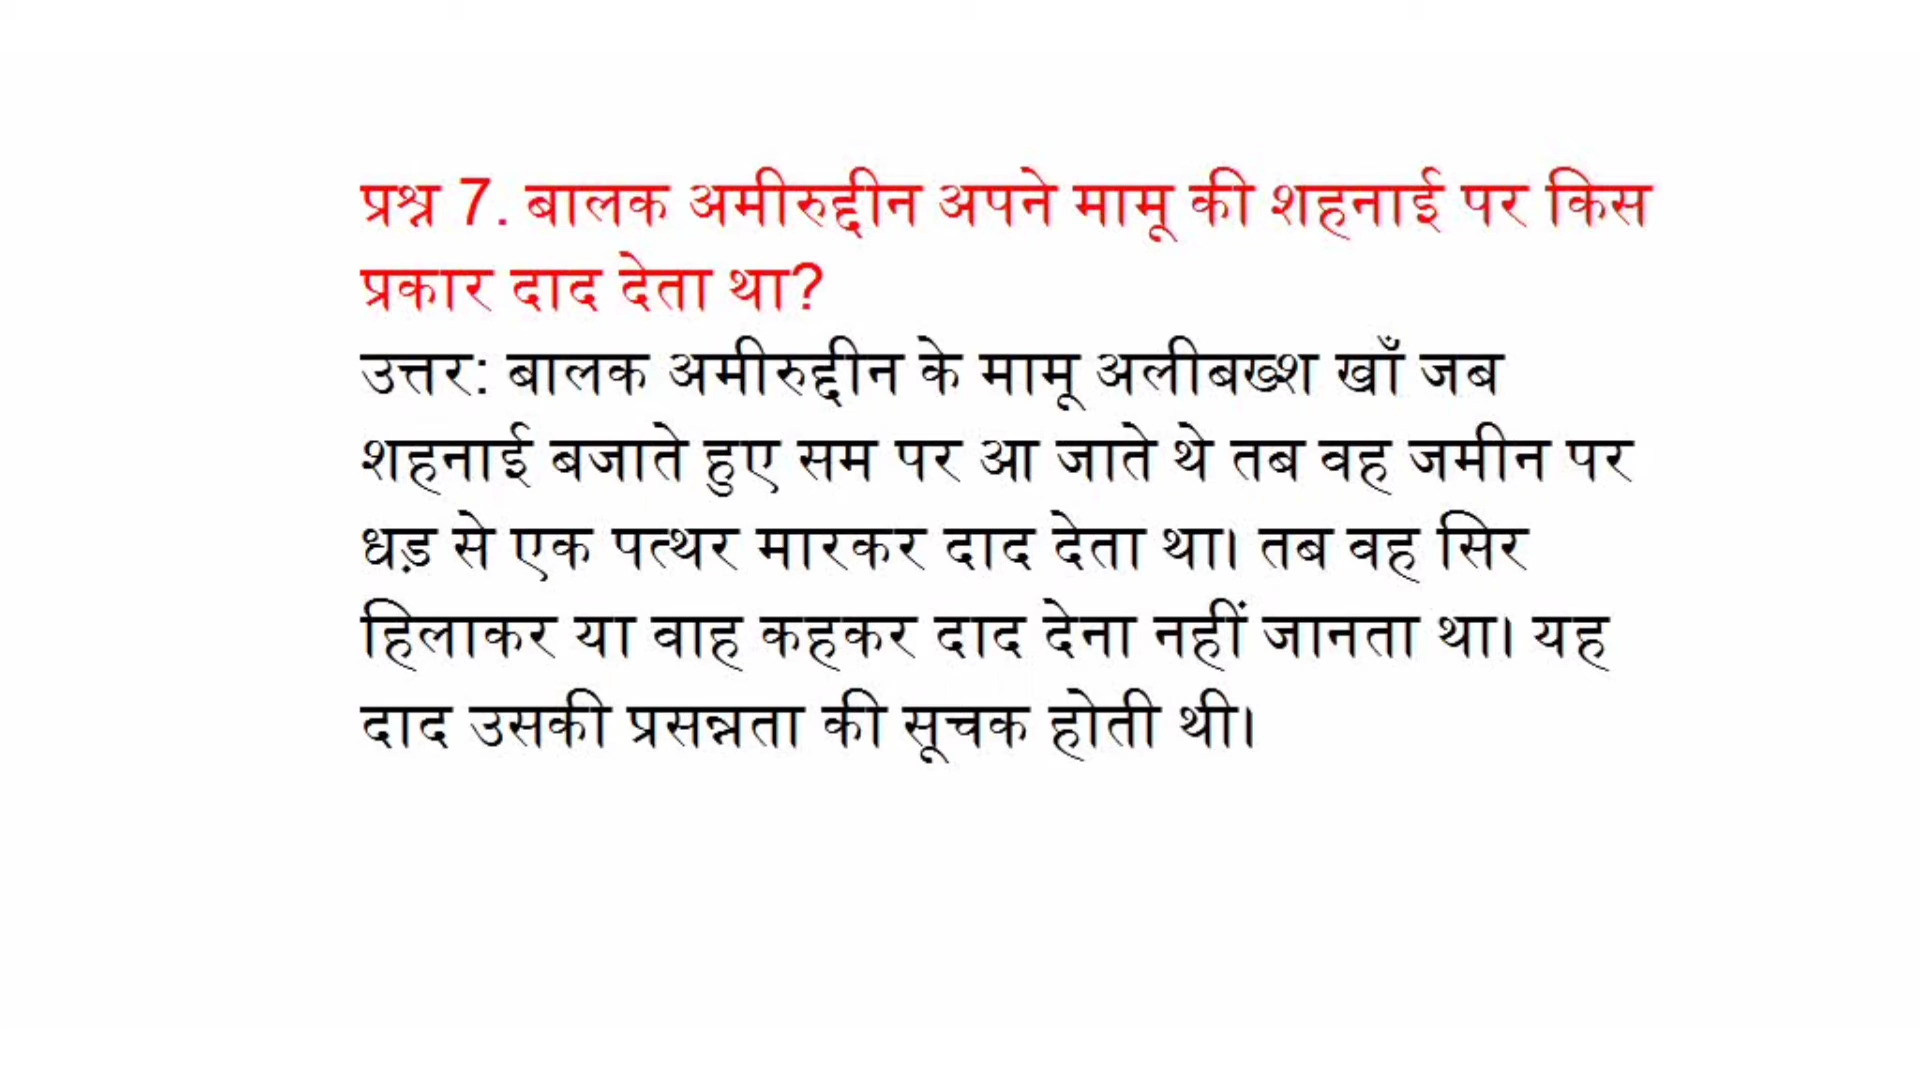 प्रश्न 7. बालक अमीरुद्दीन अपने मामू की शहनाई पर किस
प्रकार दाद देता था?
उत्तर: बालक अमीरुद्दीन के मामू अलीबख्श खाँ जब
शहनाई बजाते हुए सम पर आ जाते थे तब वह जमीन पर
धड़ से एक पत्थर मारकर दाद देता था। तब वह सिर
हिलाकर या वाह कहकर दाद देना नहीं जानता था। यह
दाद उसकी प्रसन्नता की सूचक होती थी।